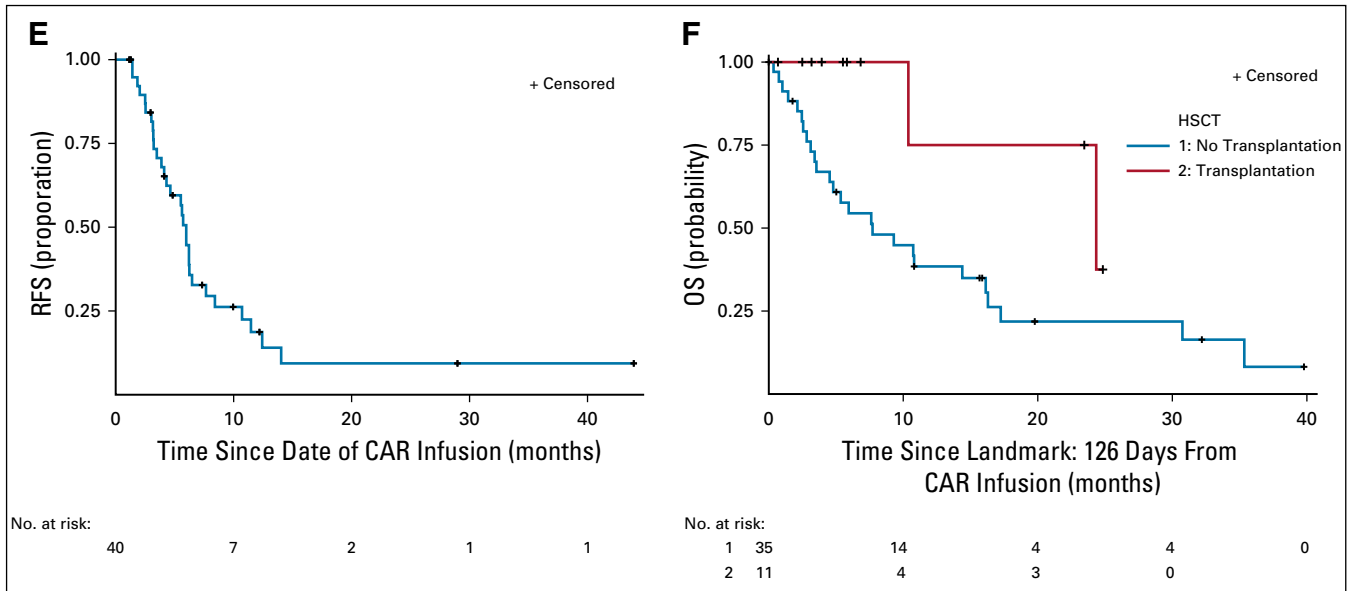 E
1.00
0.75
0.50
0.25
RFS (proporation)
+ Censored
0 10 20 30 40
Time Since Date of CAR Infusion (months)
No. at risk:
40 7 2 1 1
F
1.00
0.75
0.50
0.25
OS (probability)
+ Censored
HSCT
1: No Transplantation
2: Transplantation
0 10 20 30 40
Time Since Landmark: 126 Days From
CAR Infusion (months)
No. at risk:
1 35 14 4 4 0
2 11 4 3 0